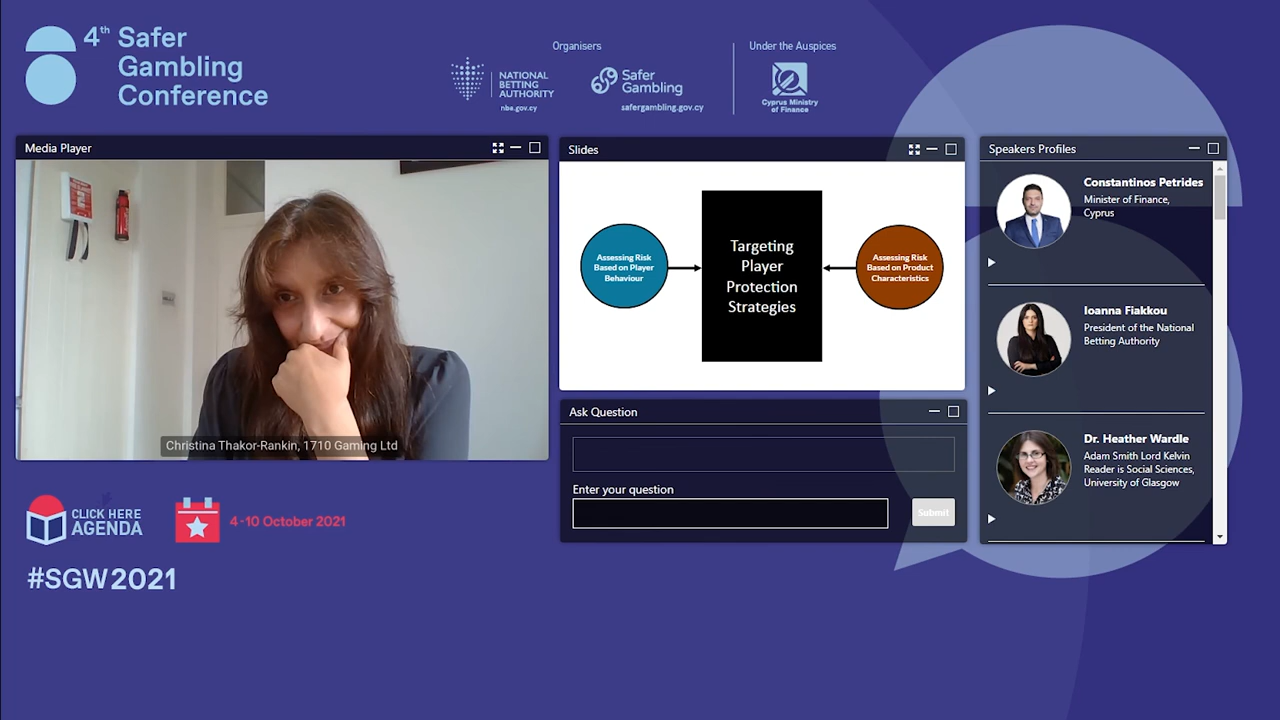 4th Safer
Gambling
Conference
Organisers
NATIONAL
BETTING
AUTHORITY
nba.gov.cy
Safer
Gambling
safergambling.gov.cy
Under the Auspices
Cyprus Ministry
of Finance
Media Player
Christina Thakor-Rankin, 1710 Gaming Ltd
Slides
Assessing Risk
Based on Player
Behaviour
Targeting
Player
Protection
Strategies
Assessing Risk
Based on Product
Characteristics
Ask Question
Enter your question
Submit
Speakers Profiles
Constantinos Petrides
Minister of Finance,
Cyprus
Ioanna Fiakkou
President of the National
Betting Authority
Dr. Heather Wardle
Adam Smith Lord Kelvin
Reader is Social Sciences,
University of Glasgow
CLICK HERE
AGENDA
4-10 October 2021
#SGW2021